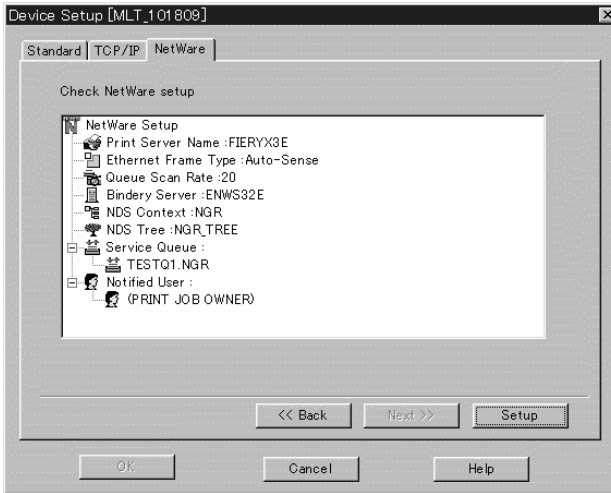 Device Setup [MLT_101809]
Standard TCP/IP NetWare
Check NetWare setup
NetWare Setup
Print Server Name :FIERYX3E
Ethernet Frame Type :Auto-Sense
Queue Scan Rate :20
Bindery Server :ENWS32E
NDS Context :NGR
NDS Tree :NGR_TREE
Service Queue :
TESTQ1.NGR
Notified User :
(PRINT JOB OWNER)
<< Back Next >> Setup
OK Cancel Help